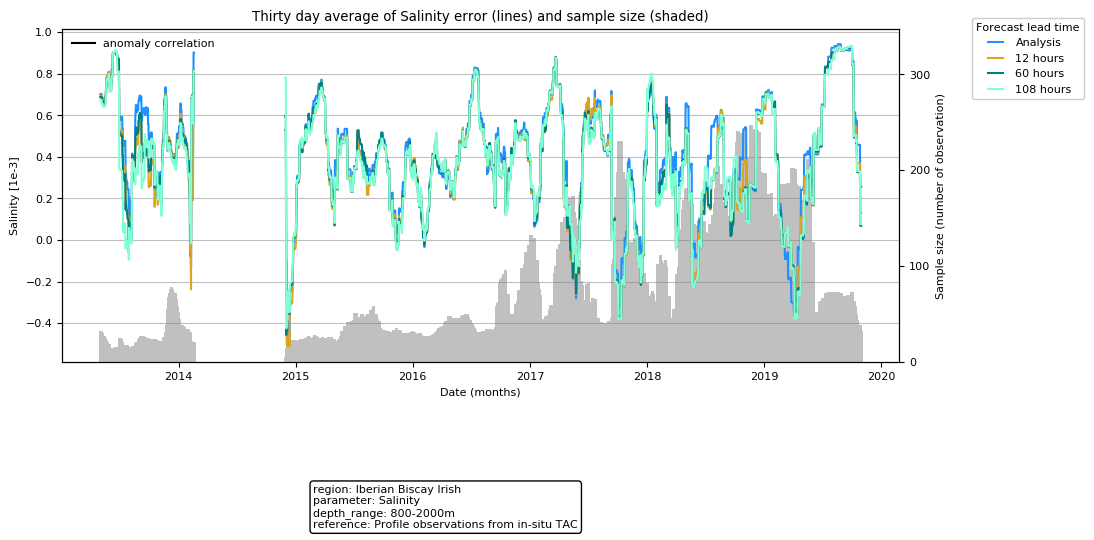 Thirty day average of Salinity error (lines) and sample size (shaded)
Forecast lead time
Analysis
12 hours
60 hours
108 hours
anomaly correlation
1.0
0.8
0.6
0.4
0.2
0.0
−0.2
−0.4
Salinity [1e-3]
300
200
100
0
Sample size (number of observation)
2014 2015 2016 2017 2018 2019 2020
Date (months)
region: Iberian Biscay Irish
parameter: Salinity
depth_range: 800-2000m
reference: Profile observations from in-situ TAC